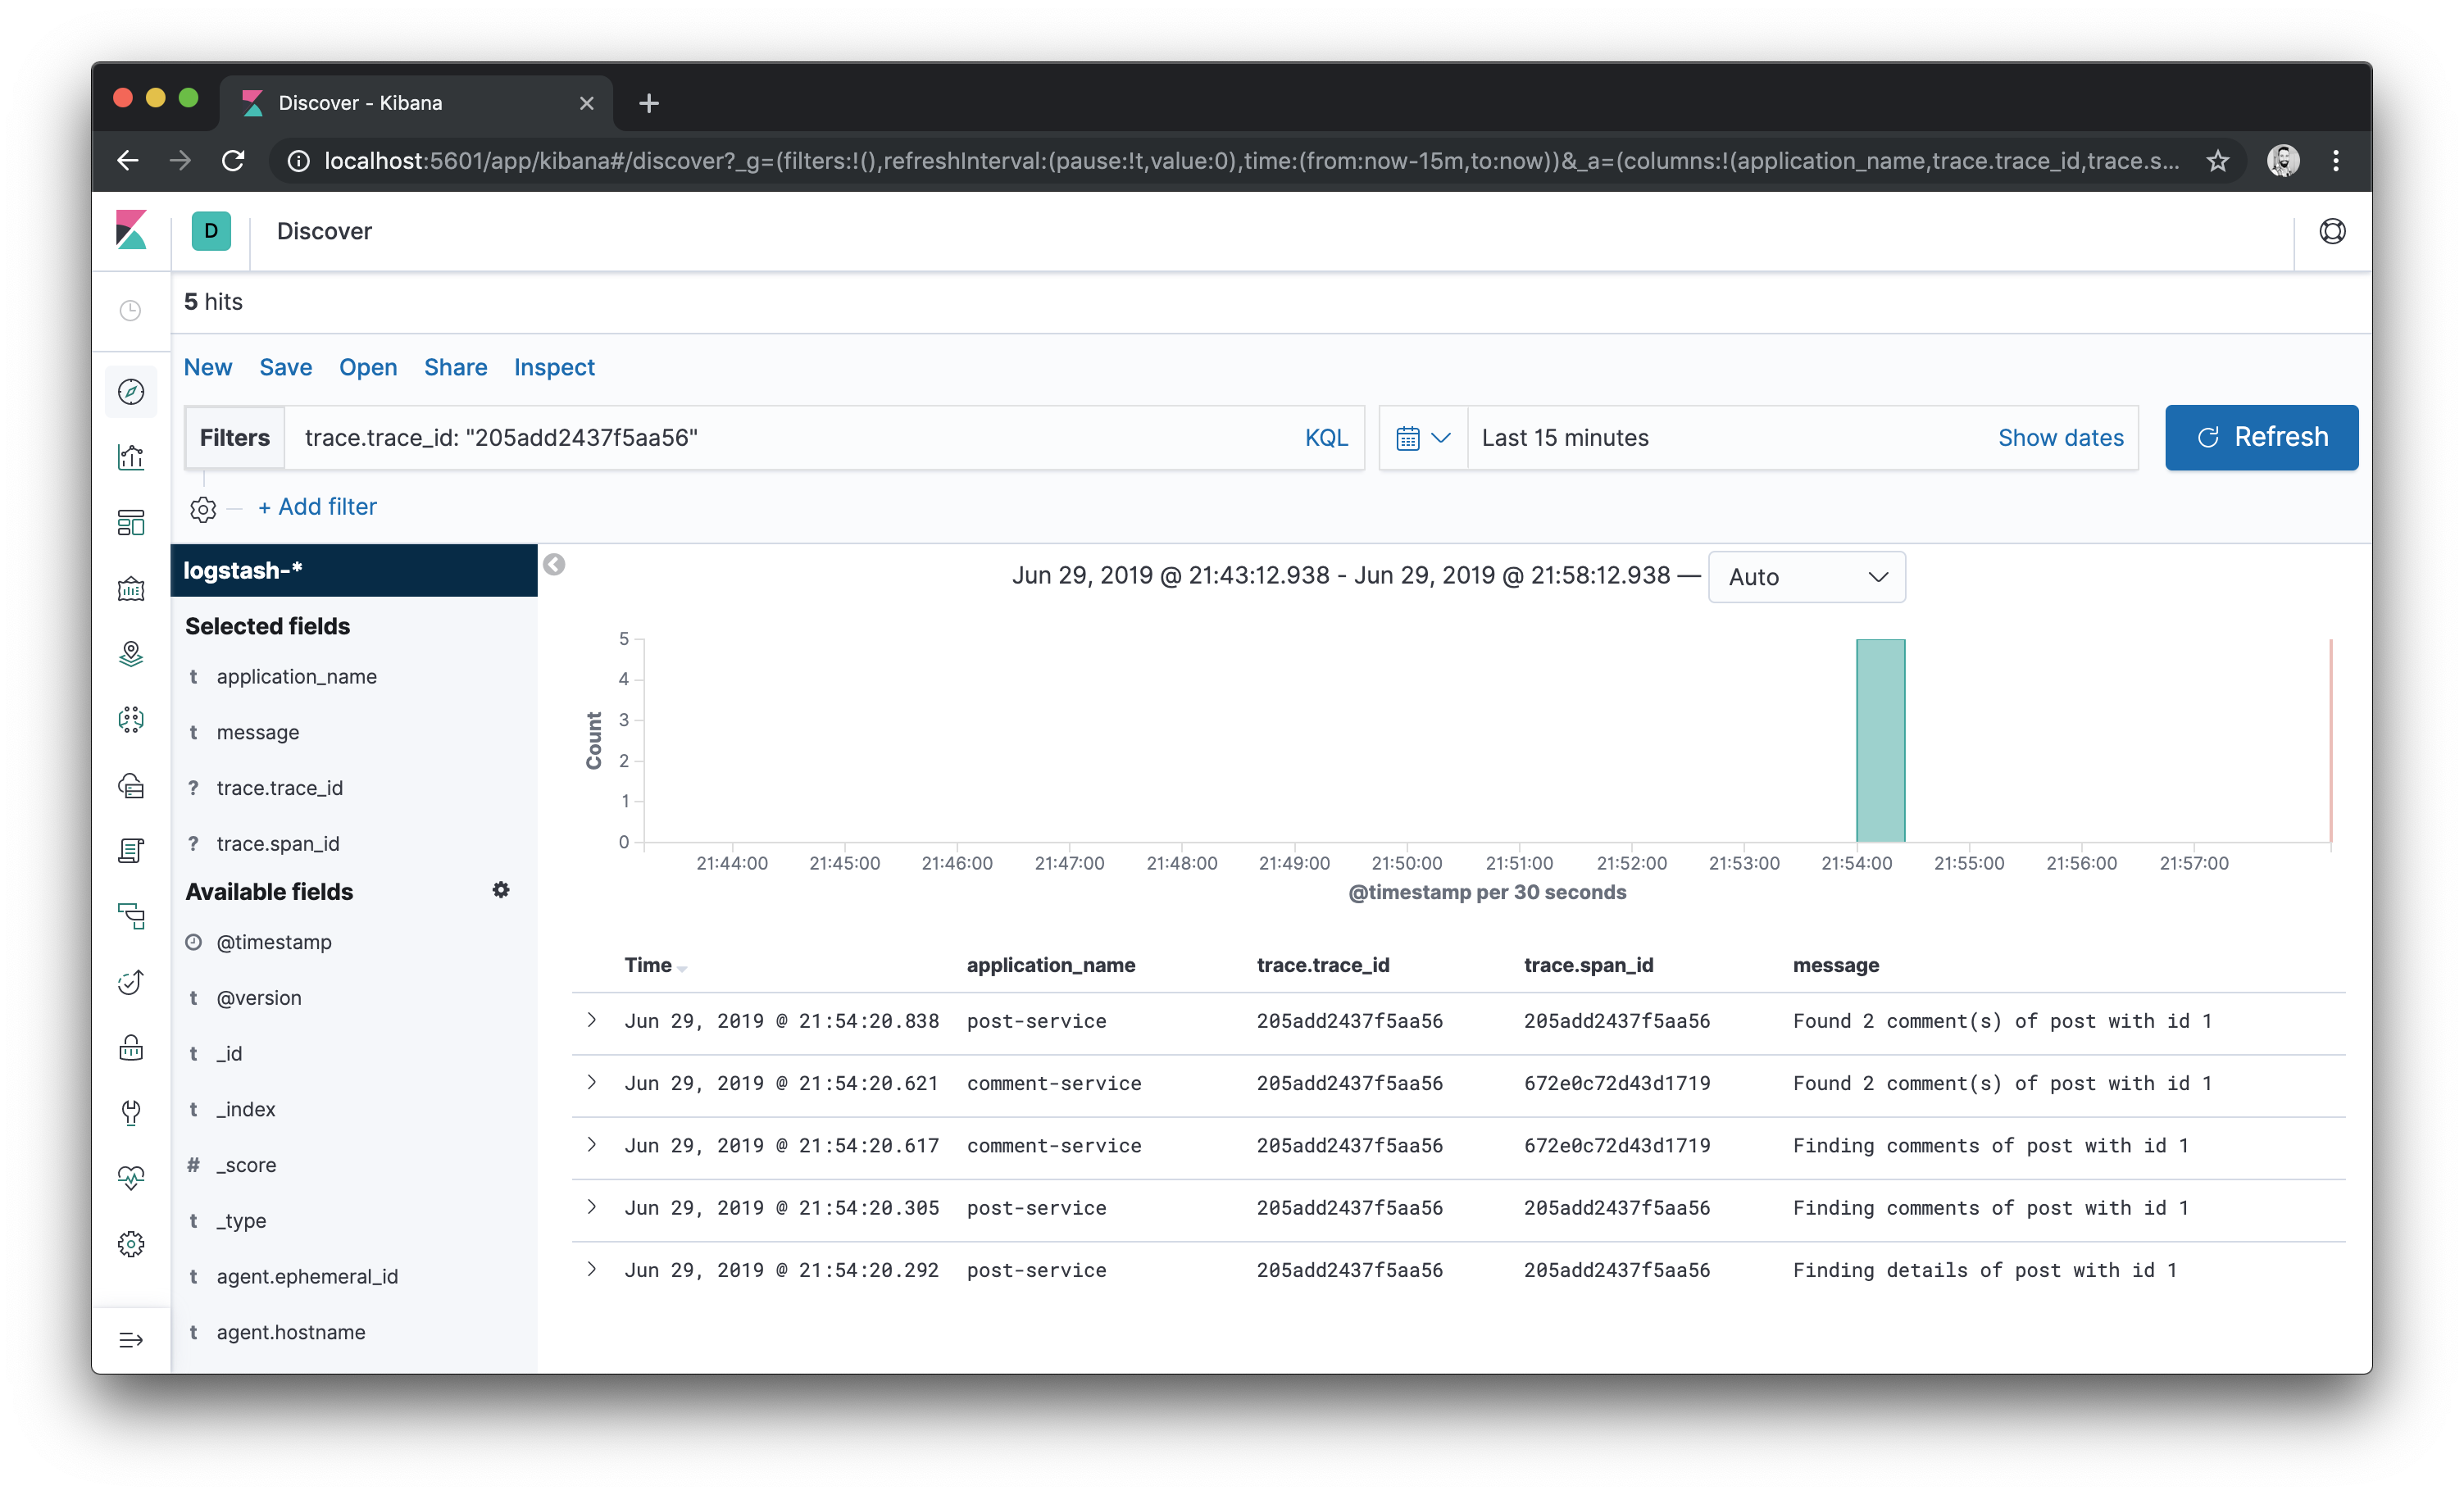 Discover - Kibana
localhost:5601/app/kibana#/discover?_g=(filters:!(),refreshInterval:(pause:!t,value:0),time:(from:now-15m,to:now))&_a=(columns:!(application_name,trace.trace_id,trace.s...
D Discover
5 hits
New Save Open Share Inspect
Filters trace.trace_id: "205add2437f5aa56" KQL Last 15 minutes Show dates Refresh
+ Add filter
logstash-*
Selected fields
t application_name
t message
? trace.trace_id
? trace.span_id
Available fields
@timestamp
t @version
t _id
t _index
# _score
t _type
t agent.ephemeral_id
t agent.hostname
Jun 29, 2019 @ 21:43:12.938 - Jun 29, 2019 @ 21:58:12.938 — Auto
Count
5
4
3
2
1
0
21:44:00 21:45:00 21:46:00 21:47:00 21:48:00 21:49:00 21:50:00 21:51:00 21:52:00 21:53:00 21:54:00 21:55:00 21:56:00 21:57:00
@timestamp per 30 seconds
Time application_name trace.trace_id trace.span_id message
Jun 29, 2019 @ 21:54:20.838 post-service 205add2437f5aa56 205add2437f5aa56 Found 2 comment(s) of post with id 1
Jun 29, 2019 @ 21:54:20.621 comment-service 205add2437f5aa56 672e0c72d43d1719 Found 2 comment(s) of post with id 1
Jun 29, 2019 @ 21:54:20.617 comment-service 205add2437f5aa56 672e0c72d43d1719 Finding comments of post with id 1
Jun 29, 2019 @ 21:54:20.305 post-service 205add2437f5aa56 205add2437f5aa56 Finding comments of post with id 1
Jun 29, 2019 @ 21:54:20.292 post-service 205add2437f5aa56 205add2437f5aa56 Finding details of post with id 1